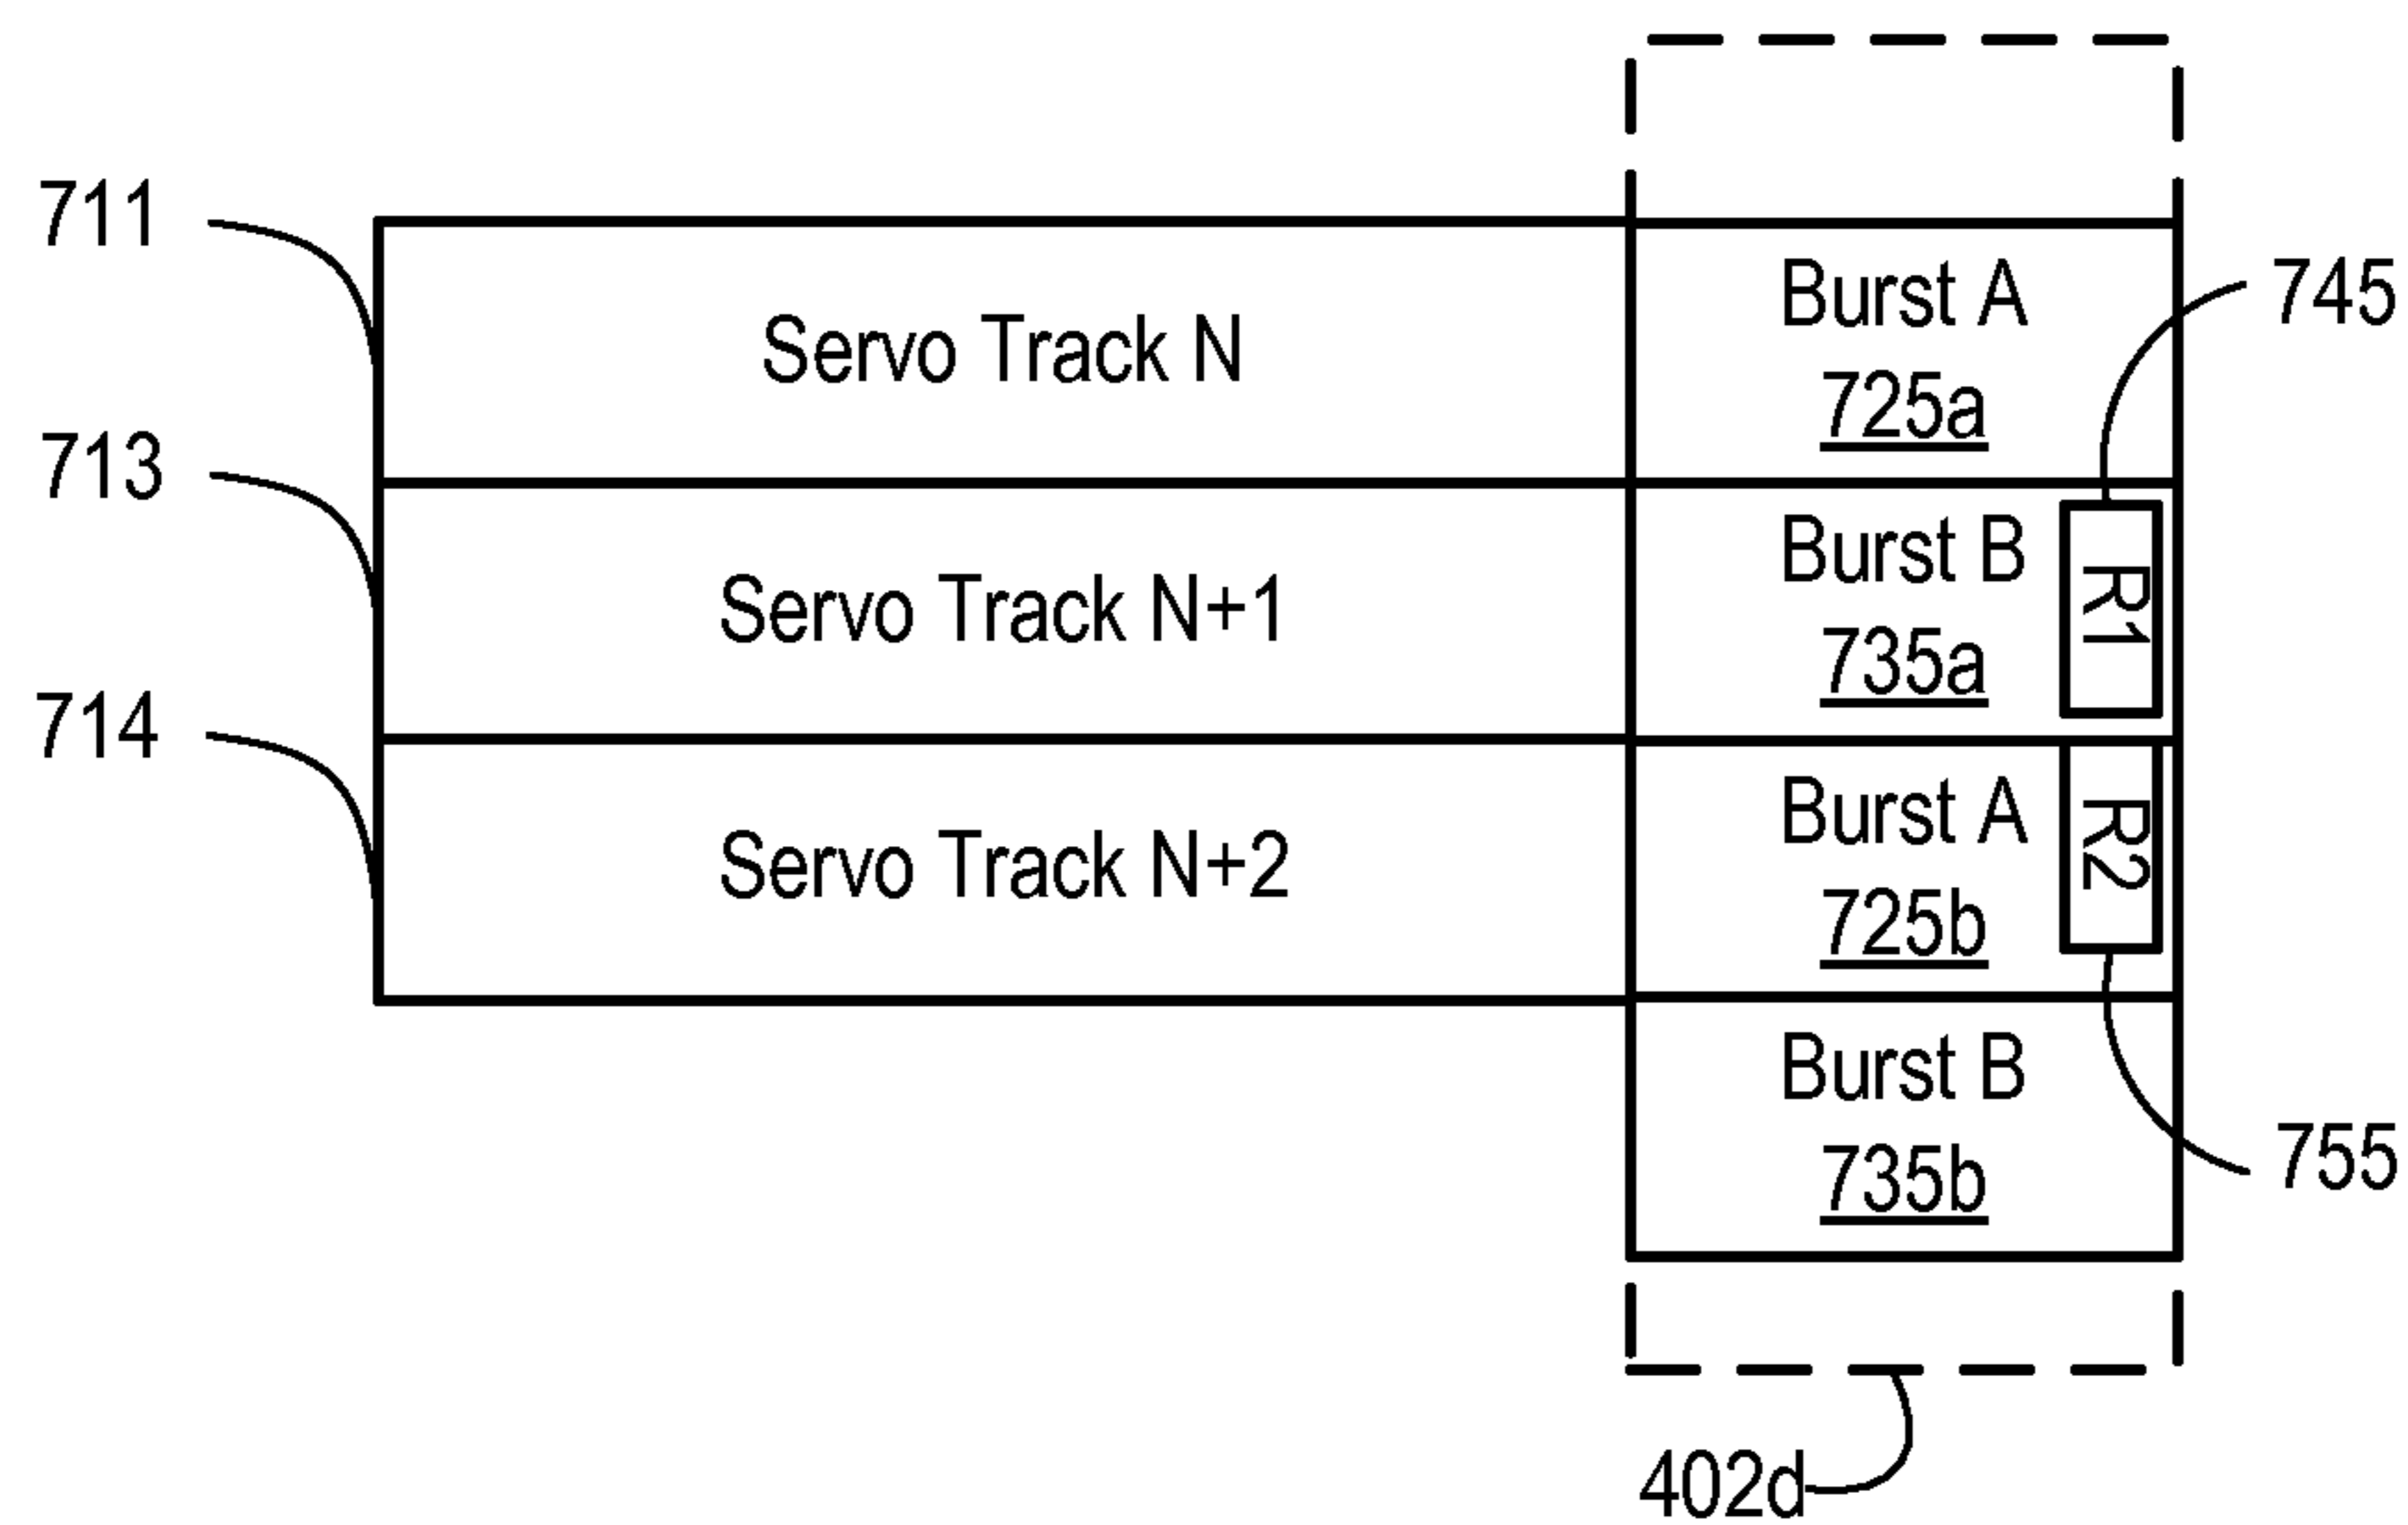 711
Servo Track N
Burst A
725a
745
713
Servo Track N+1
Burst B
735a
R1
714
Servo Track N+2
Burst A
725b
R2
Burst B
735b
755
402d